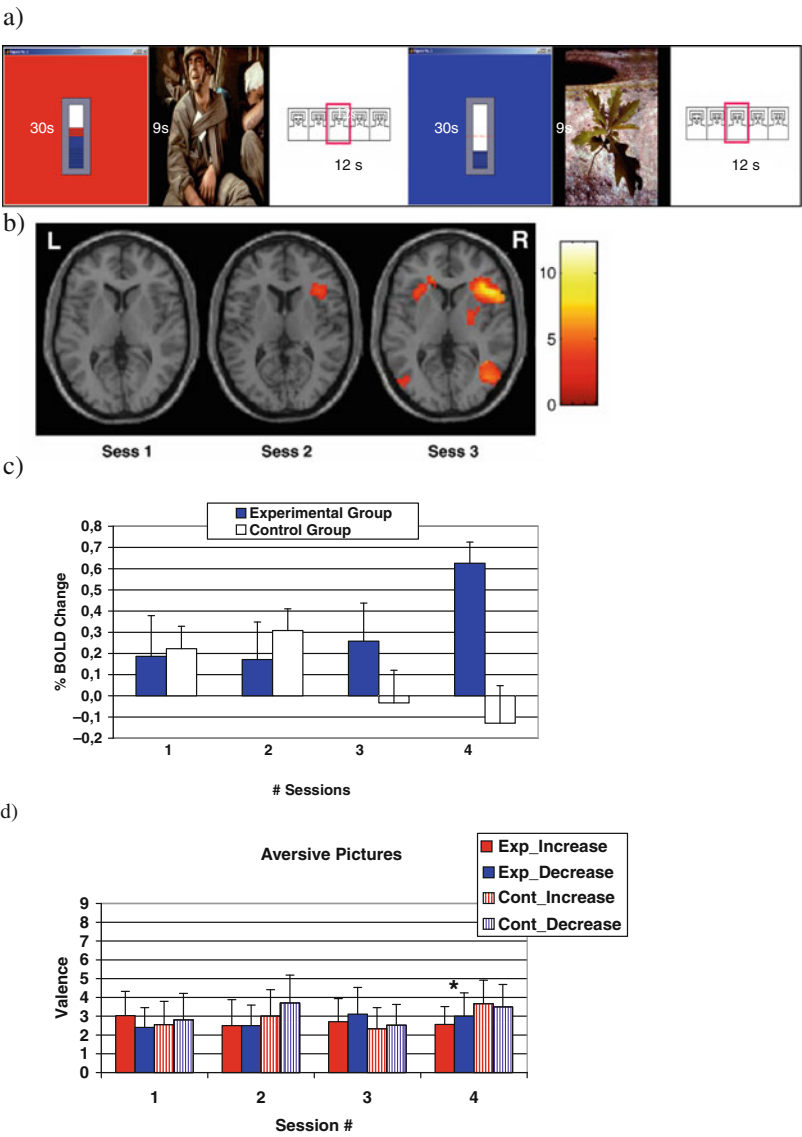 a)
30s
9s
12 s
30s
9s
12 s
b)
L
R
10
5
0
Sess 1
Sess 2
Sess 3
c)
Experimental Group
Control Group
0,8
0,7
0,6
0,5
0,4
0,3
0,2
0,1
0,0
–0,1
–0,2
% BOLD Change
1
2
3
4
# Sessions
d)
Aversive Pictures
Exp_Increase
Exp_Decrease
Cont_Increase
Cont_Decrease
9
8
7
6
5
4
3
2
1
0
Valence
*
1
2
3
4
Session #